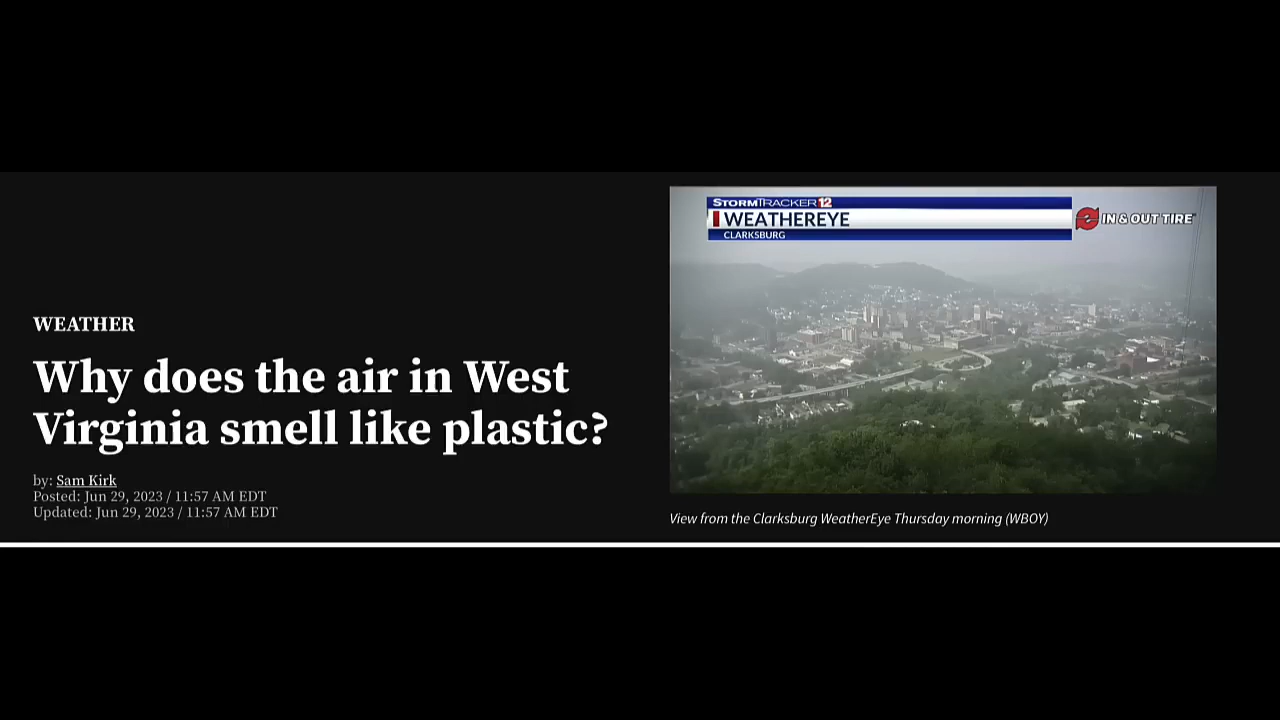 WEATHER
Why does the air in West
Virginia smell like plastic?
by: Sam Kirk
Posted: Jun 29, 2023 / 11:57 AM EDT
Updated: Jun 29, 2023 / 11:57 AM EDT
STORMTRACKER 12
WEATHEREYE
CLARKSBURG
IN & OUT TIRE
View from the Clarksburg WeatherEye Thursday morning (WBOY)